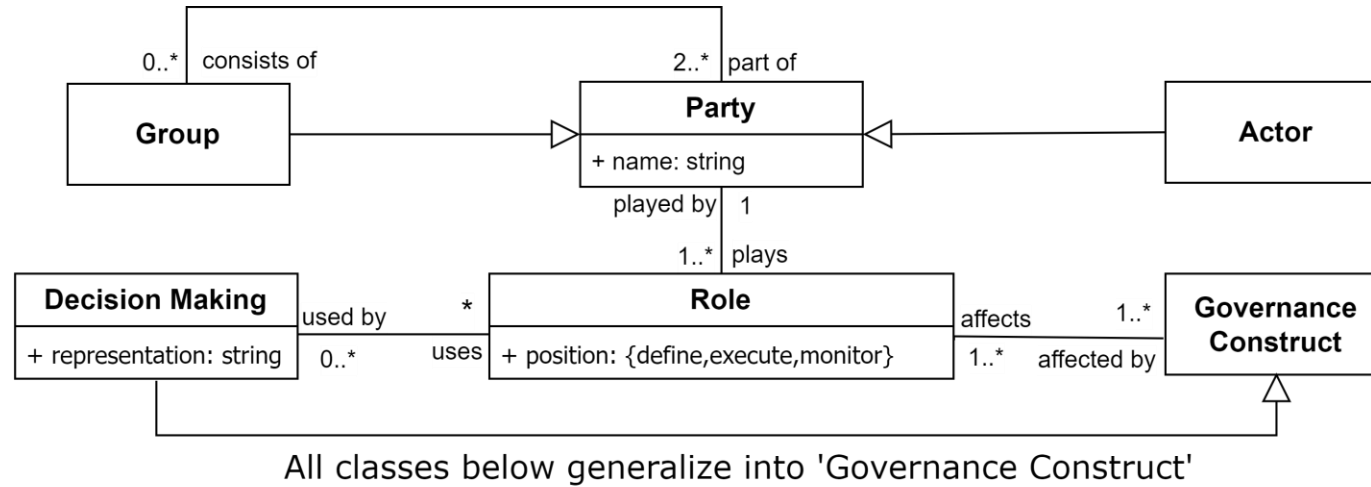 0..* consists of
2..* part of
Group
Party
+ name: string
Actor
played by 1
1..* plays
Decision Making
+ representation: string
used by *
0..* uses
Role
+ position: {define,execute,monitor}
affects 1..*
1..* affected by
Governance
Construct
All classes below generalize into 'Governance Construct'